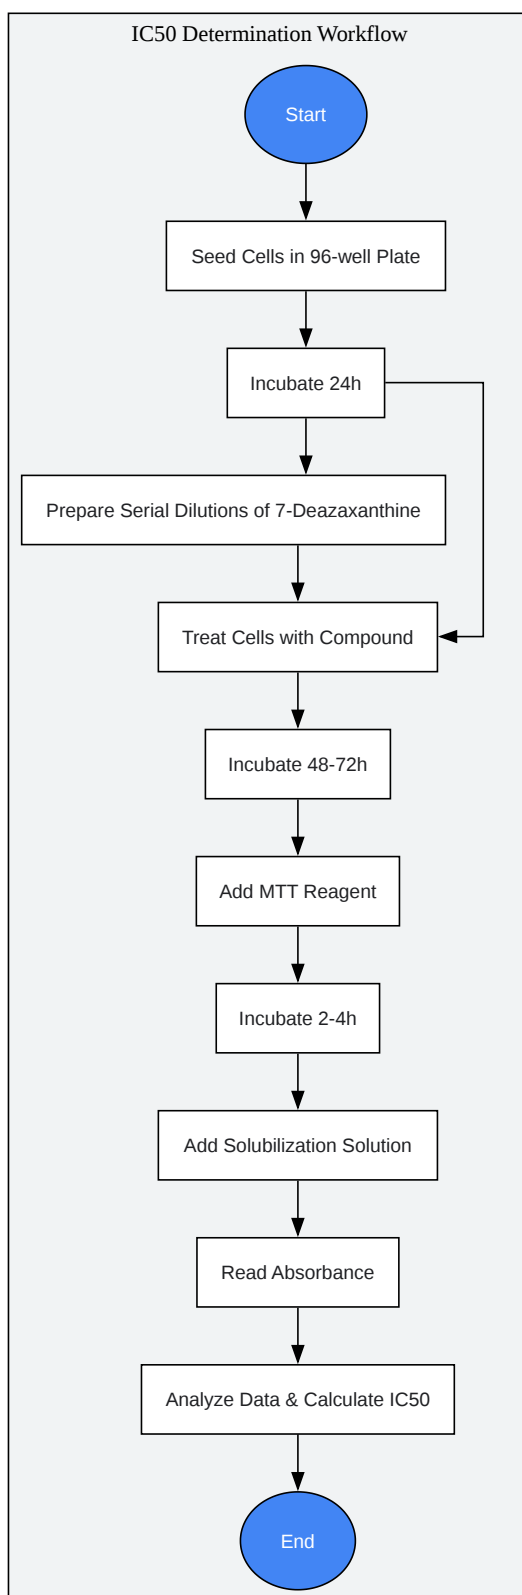 IC50 Determination Workflow
Start
Seed Cells in 96-well Plate
Incubate 24h
Prepare Serial Dilutions of 7-Deazaxanthine
Treat Cells with Compound
Incubate 48-72h
Add MTT Reagent
Incubate 2-4h
Add Solubilization Solution
Read Absorbance
Analyze Data & Calculate IC50
End